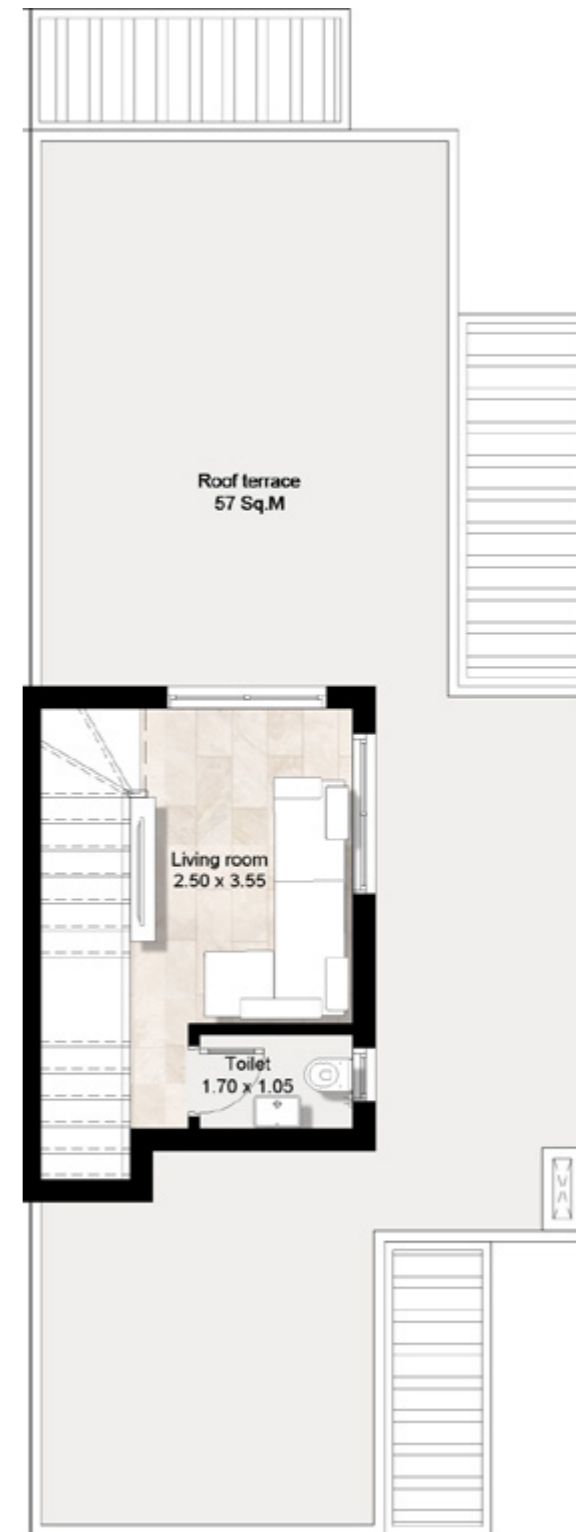 Roof terrace
57 Sq.M
Living room
2.50 x 3.55
Toilet
1.70 x 1.05